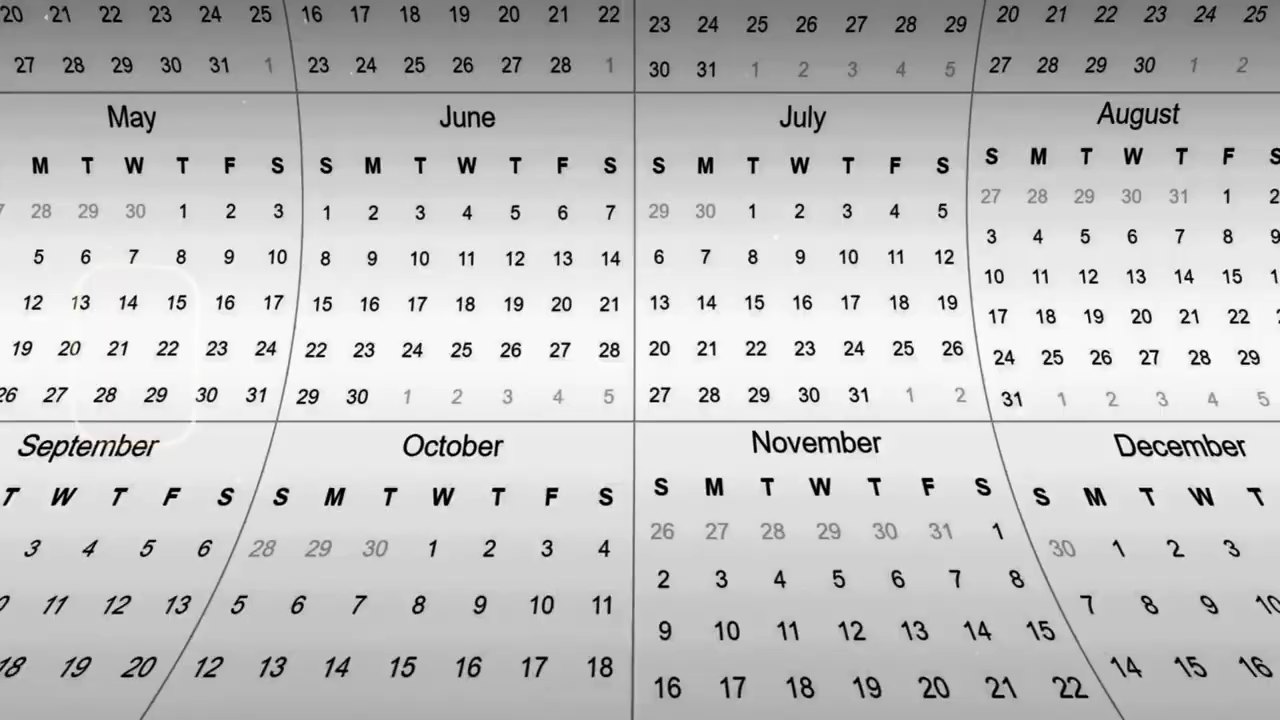 20 21 22 23 24 25
27 28 29 30 31 1
16 17 18 19 20 21 22
23 24 25 26 27 28 1
23 24 25 26 27 28 29
30 31 1 2 3 4 5
20 21 22 23 24 25
27 28 29 30 1 2
May
M T W T F S
28 29 30 1 2 3
5 6 7 8 9 10
12 13 14 15 16 17
19 20 21 22 23 24
26 27 28 29 30 31
June
S M T W T F S
1 2 3 4 5 6 7
8 9 10 11 12 13 14
15 16 17 18 19 20 21
22 23 24 25 26 27 28
29 30 1 2 3 4 5
July
S M T W T F S
29 30 1 2 3 4 5
6 7 8 9 10 11 12
13 14 15 16 17 18 19
20 21 22 23 24 25 26
27 28 29 30 31 1 2
August
S M T W T F S
27 28 29 30 31 1 2
3 4 5 6 7 8 9
10 11 12 13 14 15
17 18 19 20 21 22
24 25 26 27 28 29
31 1 2 3 4 5
September
T W T F S
3 4 5 6
11 12 13
18 19 20
October
S M T W T F S
28 29 30 1 2 3 4
5 6 7 8 9 10 11
12 13 14 15 16 17 18
November
S M T W T F S
26 27 28 29 30 31 1
2 3 4 5 6 7 8
9 10 11 12 13 14 15
16 17 18 19 20 21 22
December
S M T W T
30 1 2 3
7 8 9 10
14 15 16